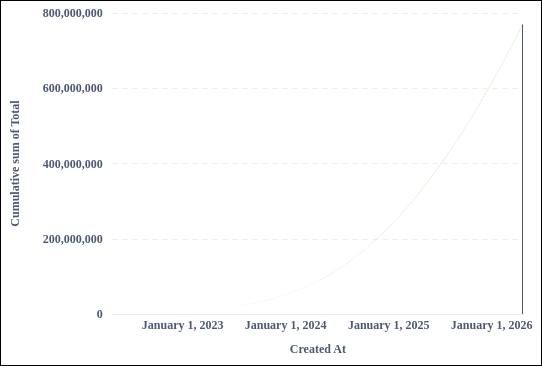 800,000,000
600,000,000
400,000,000
200,000,000
0
Cumulative sum of Total
January 1, 2023 January 1, 2024 January 1, 2025 January 1, 2026
Created At